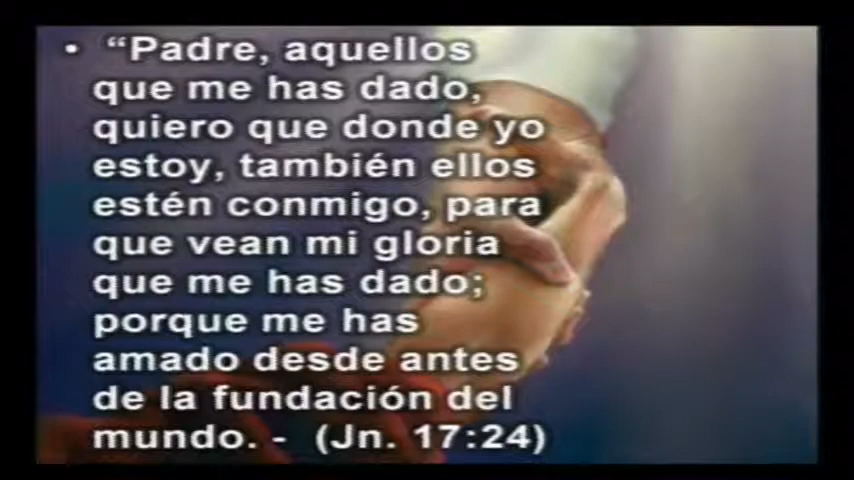 • “Padre, aquellos
que me has dado,
quiero que donde yo
estoy, también ellos
estén conmigo, para
que vean mi gloria
que me has dado;
porque me has
amado desde antes
de la fundación del
mundo. - (Jn. 17:24)